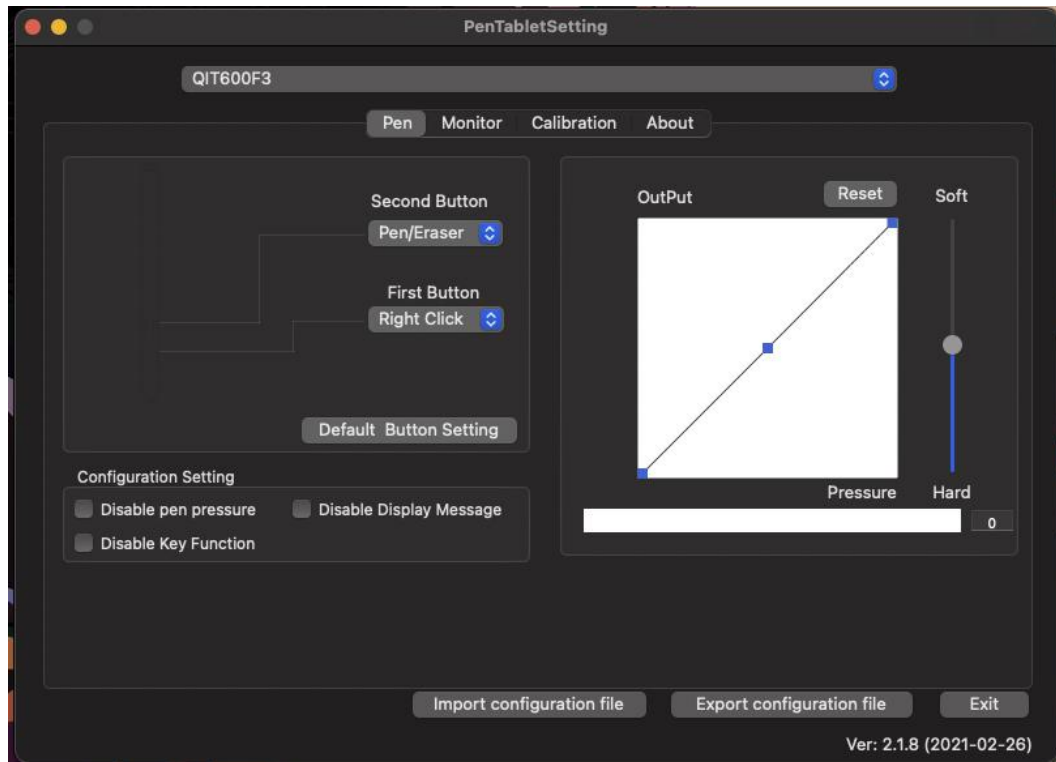 PenTabletSetting
QIT600F3
Pen Monitor Calibration About
Second Button
Pen/Eraser
First Button
Right Click
Default Button Setting
OutPut
Reset
Soft
Pressure
Hard
0
Configuration Setting
Disable pen pressure
Disable Display Message
Disable Key Function
Import configuration file
Export configuration file
Exit
Ver: 2.1.8 (2021-02-26)